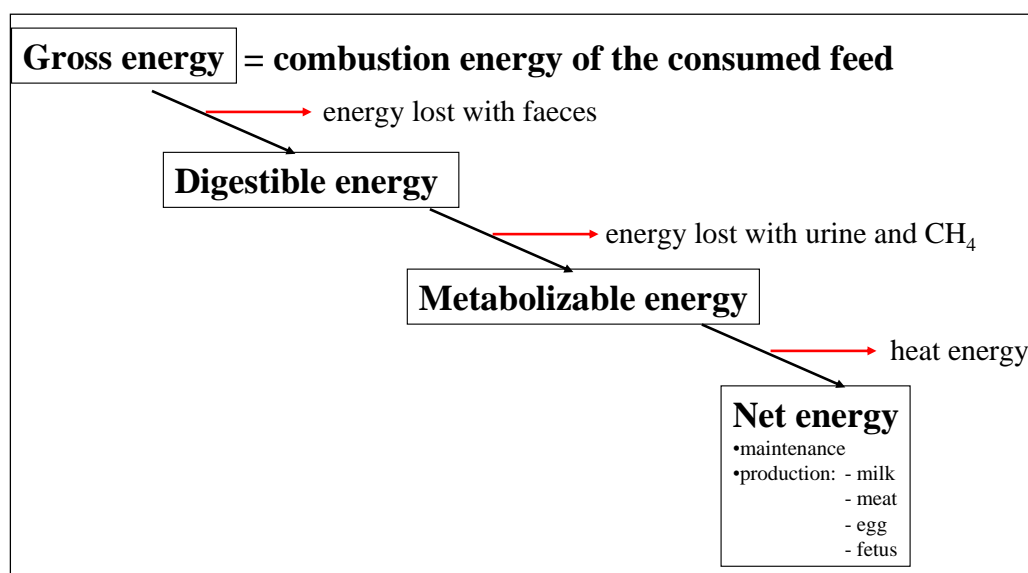 Gross energy = combustion energy of the consumed feed
energy lost with faeces
Digestible energy
energy lost with urine and CH₄
Metabolizable energy
heat energy
Net energy
•maintenance
•production: - milk
- meat
- egg
- fetus